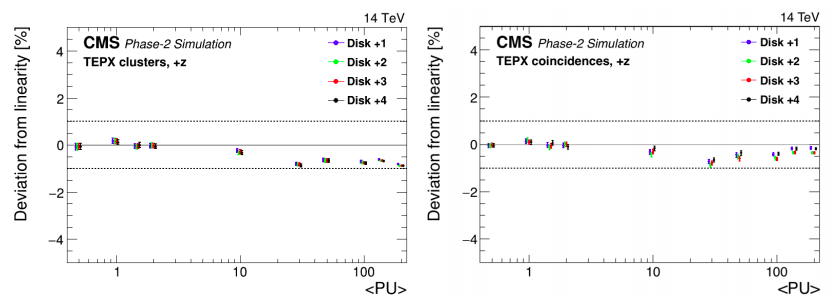 14 TeV
CMS Phase-2 Simulation
TEPX clusters, +z
Disk +1
Disk +2
Disk +3
Disk +4
Deviation from linearity [%]
4
2
0
−2
−4
1
10
100
<PU>
14 TeV
CMS Phase-2 Simulation
TEPX coincidences, +z
Disk +1
Disk +2
Disk +3
Disk +4
Deviation from linearity [%]
4
2
0
−2
−4
1
10
100
<PU>